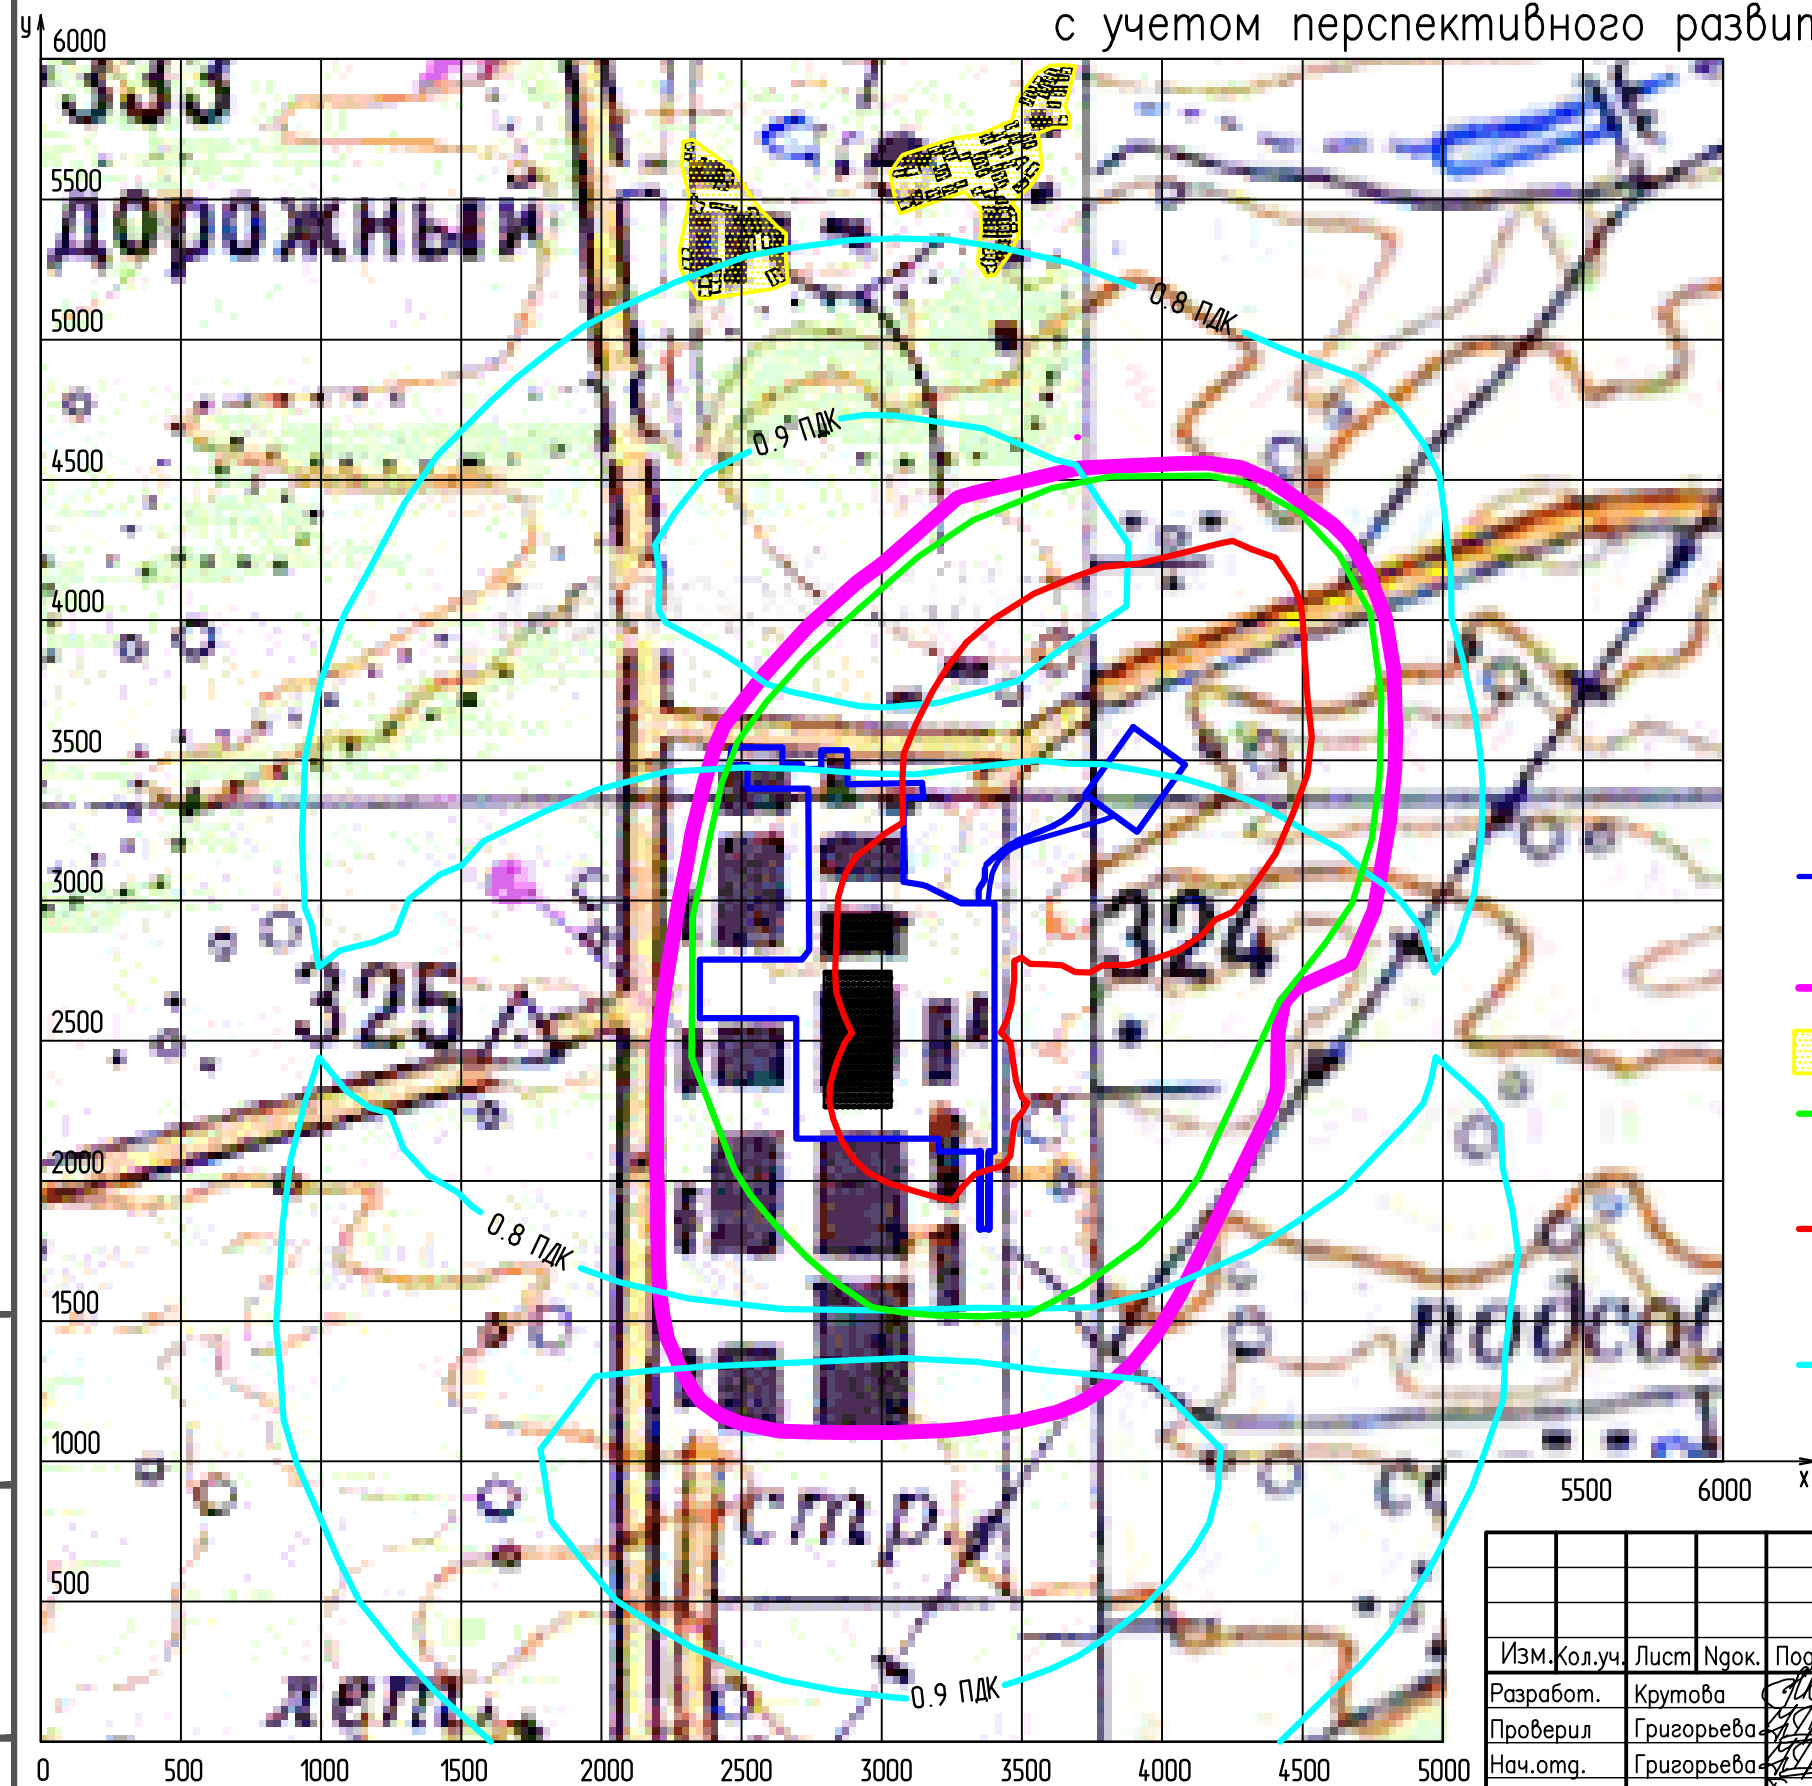 с учетом перспективного
y
6000
333
5500
дорожный
5000
0.8 ПДК
4500
0.9 ПДК
4000
3500
3000
324
325
2500
2000
0.8 ПДК
1500
подсоб
1000
5500 6000 x
стр.
500
Изм. Кол.уч. Лист Nдок.
Разработ. Крутова
0.9 ПДК
лет.
Проверил Григорьева
Нач.отд. Григорьева
0 500 1000 1500 2000 2500 3000 3500 4000 4500 5000